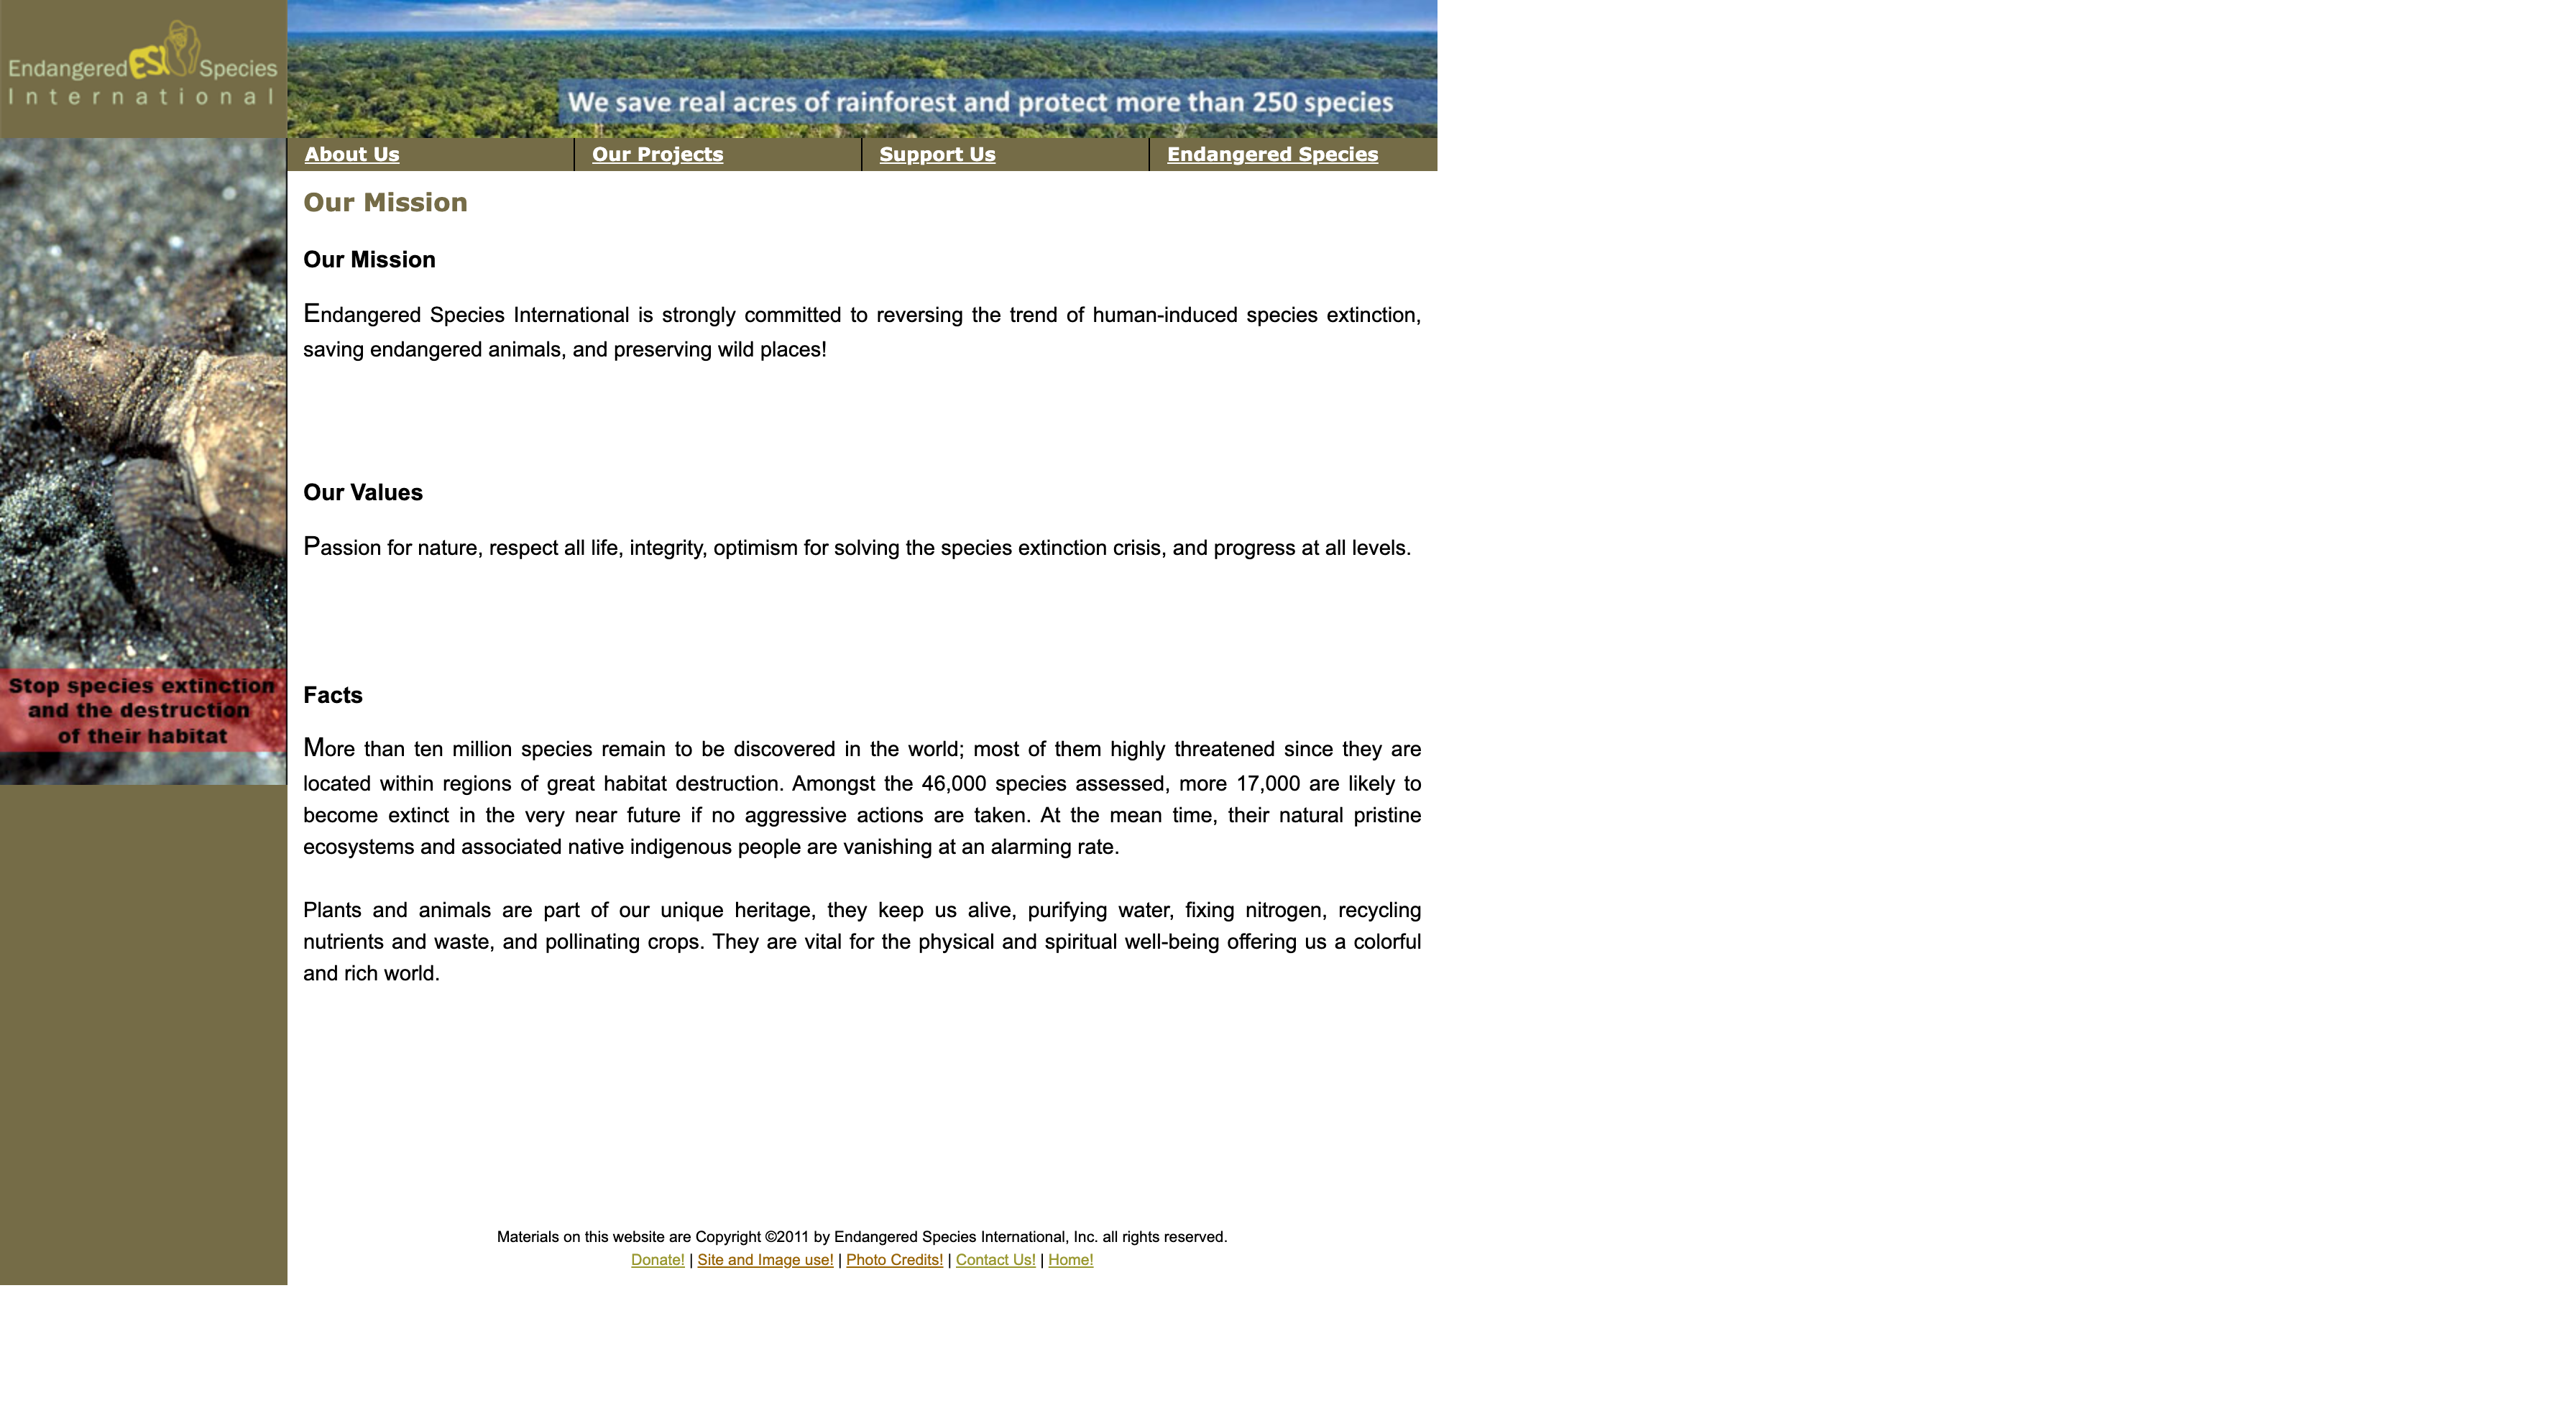 Endangered ESI Species
International
We save real acres of rainforest and protect more than 250 species
About Us
Our Projects
Support Us
Endangered Species
Our Mission
Our Mission
Endangered Species International is strongly committed to reversing the trend of human-induced species extinction,
saving endangered animals, and preserving wild places!
Our Values
Passion for nature, respect all life, integrity, optimism for solving the species extinction crisis, and progress at all levels.
Stop species extinction
and the destruction
of their habitat
Facts
More than ten million species remain to be discovered in the world; most of them highly threatened since they are
located within regions of great habitat destruction. Amongst the 46,000 species assessed, more 17,000 are likely to
become extinct in the very near future if no aggressive actions are taken. At the mean time, their natural pristine
ecosystems and associated native indigenous people are vanishing at an alarming rate.
Plants and animals are part of our unique heritage, they keep us alive, purifying water, fixing nitrogen, recycling
nutrients and waste, and pollinating crops. They are vital for the physical and spiritual well-being offering us a colorful
and rich world.
Materials on this website are Copyright ©2011 by Endangered Species International, Inc. all rights reserved.
Donate! | Site and Image use! | Photo Credits! | Contact Us! | Home!